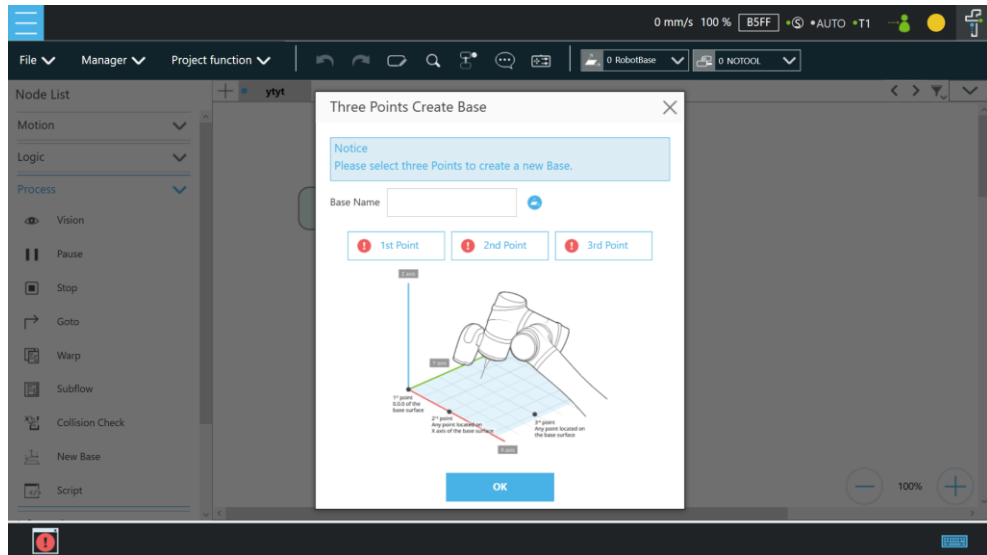 0 mm/s 100 % B5FF S AUTO T1
File Manager Project function 0 RobotBase 0 NOTOOL
Node List
ytyt
Motion
Logic
Process
Vision
Pause
Stop
Goto
Warp
Subflow
Collision Check
New Base
Script
Three Points Create Base
Notice
Please select three Points to create a new Base.
Base Name
1st Point 2nd Point 3rd Point
Z axis
Y axis
1st point
0,0,0 of the
base surface
2nd point
Any point located on
X axis of the base surface
3rd point
Any point located on
the base surface
X axis
OK
100%